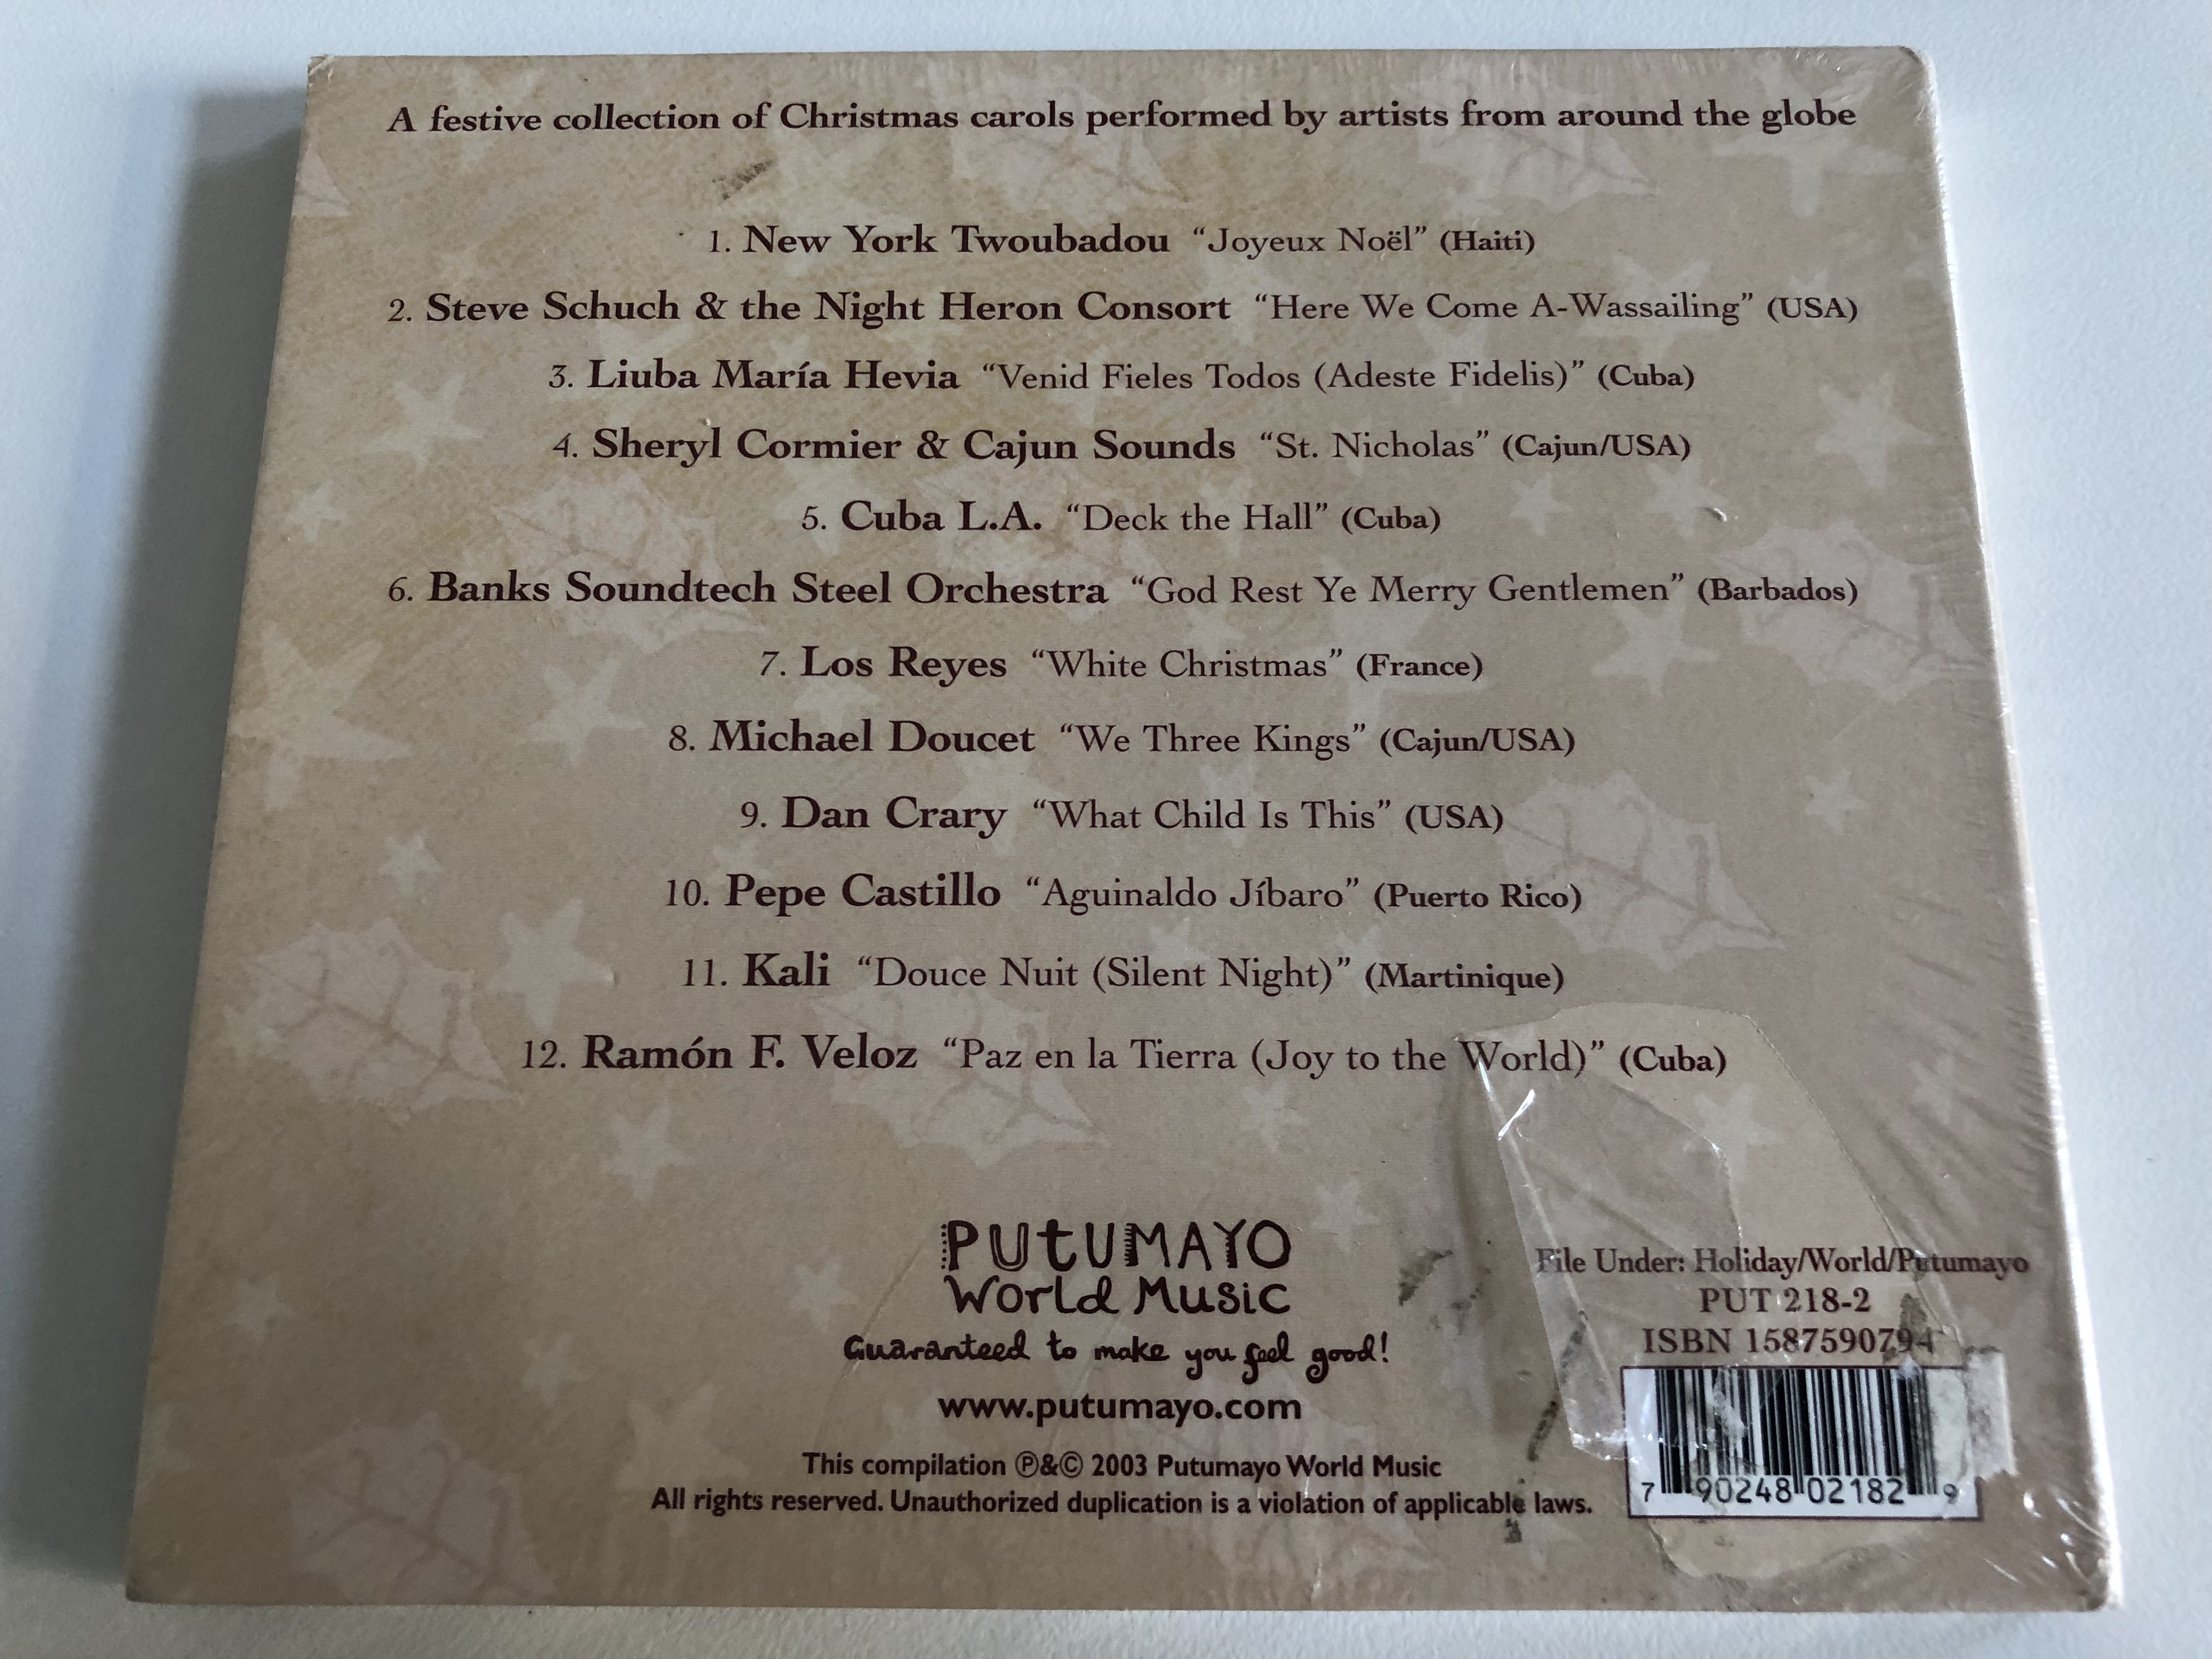 A festive collection of Christmas carols performed by artists from around the globe
1. New York Twoubadou “Joyeux Noël” (Haiti)
2. Steve Schuch & the Night Heron Consort “Here We Come A-Wassailing” (USA)
3. Liuba María Hevia “Venid Fieles Todos (Adeste Fidelis)” (Cuba)
4. Sheryl Cormier & Cajun Sounds “St. Nicholas” (Cajun/USA)
5. Cuba L.A. “Deck the Hall” (Cuba)
6. Banks Soundtech Steel Orchestra “God Rest Ye Merry Gentlemen” (Barbados)
7. Los Reyes “White Christmas” (France)
8. Michael Doucet “We Three Kings” (Cajun/USA)
9. Dan Crary “What Child Is This” (USA)
10. Pepe Castillo “Aguinaldo Jíbaro” (Puerto Rico)
11. Kali “Douce Nuit (Silent Night)” (Martinique)
12. Ramón F. Veloz “Paz en la Tierra (Joy to the World)” (Cuba)
PUTUMAYO
World Music
Guaranteed to make you feel good!
www.putumayo.com
This compilation ℗&© 2003 Putumayo World Music
All rights reserved. Unauthorized duplication is a violation of applicable laws.
File Under: Holiday/World/Putumayo
PUT 218-2
ISBN 1587590794
7 90248 02182 9